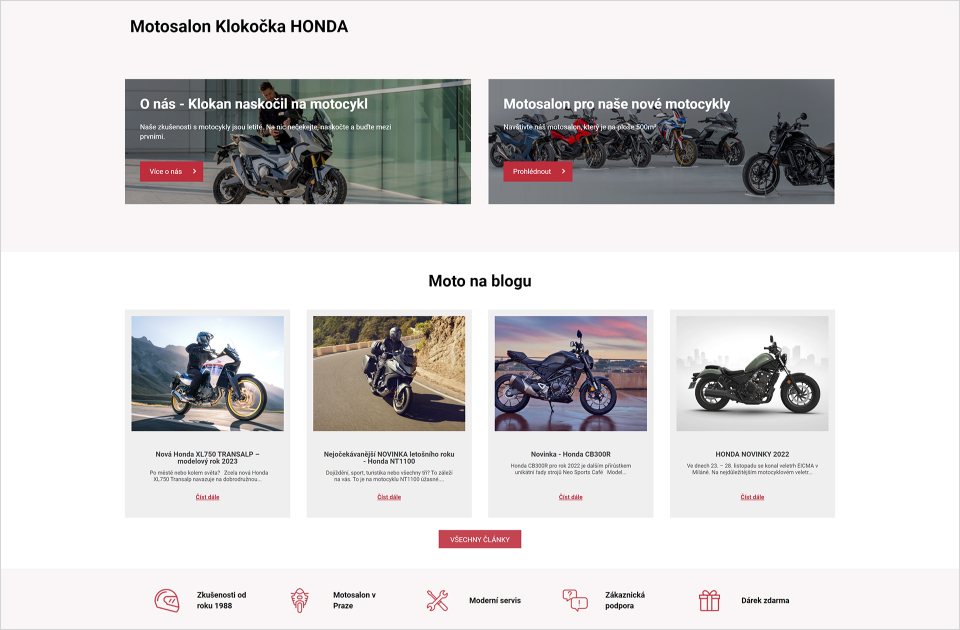 Motosalon Klokočka HONDA
O nás - Klokan naskočil na motocykl
Naše zkušenosti s motocykly jsou letité. Na nic nečekejte, naskočte a buďte mezi
prvními.
Více o nás
Motosalon pro naše nové motocykly
Navštivte náš motosalon, který je na ploše 500m²
Prohlédnout
Moto na blogu
Nová Honda XL750 TRANSALP –
modelový rok 2023
Po městě nebo kolem světa? Zcela nová Honda
XL750 Transalp navazuje na dobrodružnou...
Číst dále
Nejočekávanější NOVINKA letošního roku
- Honda NT1100
Dojíždění, sport, turistika nebo všechny tři? To záleží
na vás. To je na motocyklu NT1100 úžasné....
Číst dále
Novinka - Honda CB300R
Honda CB300R pro rok 2022 je dalším přírůstkem
unikátní řady strojů Neo Sports Café Model...
Číst dále
HONDA NOVINKY 2022
Ve dnech 23. – 28. listopadu se konal veletrh EICMA v
Miláně. Na nejdůležitějším motocyklovém veletr...
Číst dále
VŠECHNY ČLÁNKY
Zkušenosti od
roku 1988
Motosalon v
Praze
Moderní servis
Zákaznická
podpora
Dárek zdarma